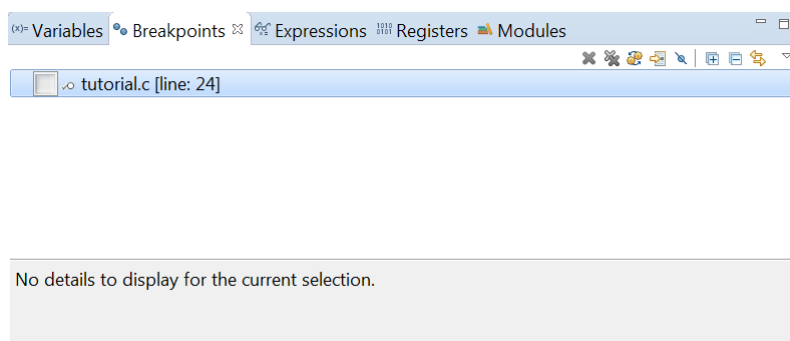 (x)= Variables Breakpoints Expressions 1010 0101 Registers Modules
tutorial.c [line: 24]
No details to display for the current selection.